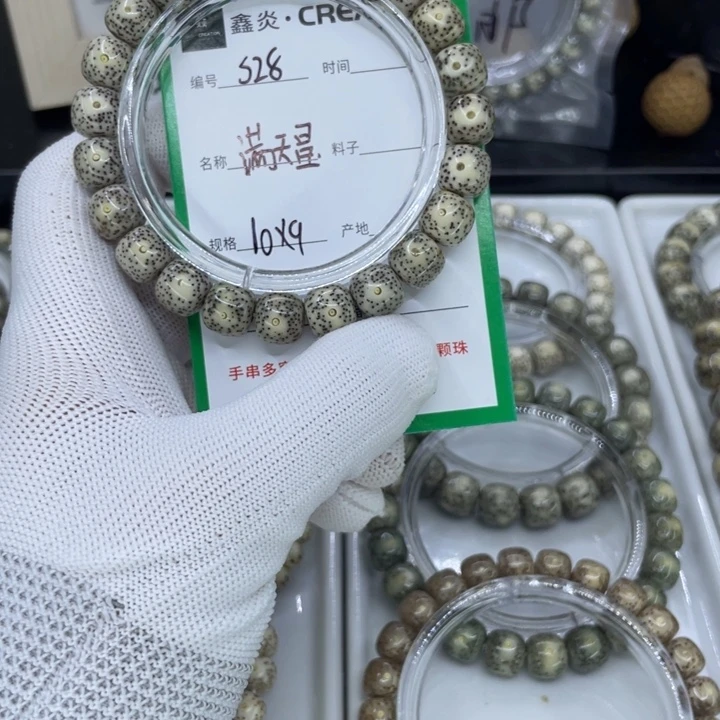 鑫炎·CREA
编号 S28 时间
名称 满天星 料子
规格 10X9 产地
手串多 颗珠